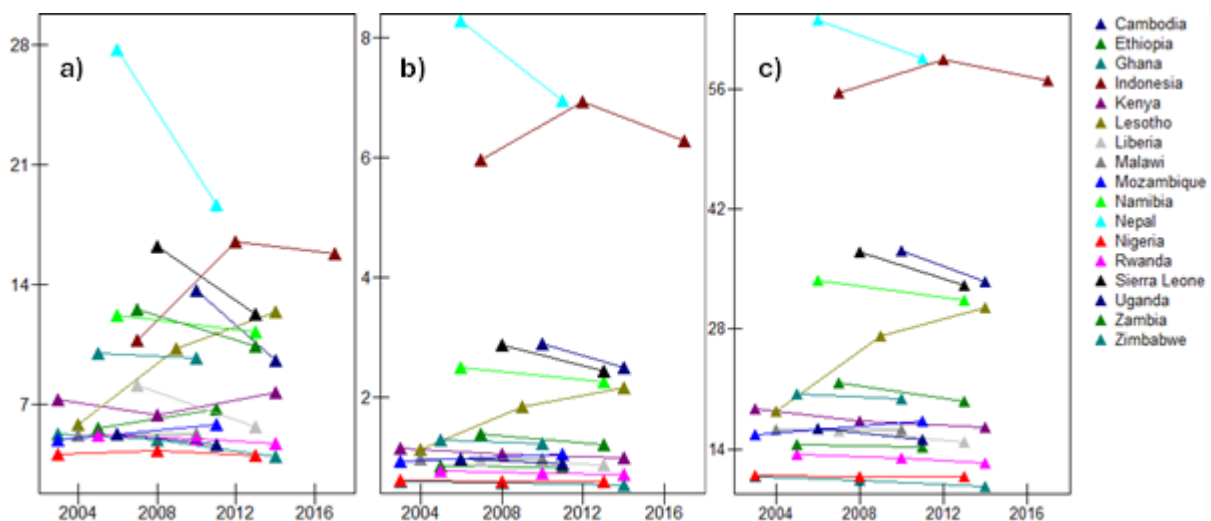 a)
28
21
14
7
2004 2008 2012 2016
b)
8
6
4
2
2004 2008 2012 2016
c)
56
42
28
14
2004 2008 2012 2016
Cambodia
Ethiopia
Ghana
Indonesia
Kenya
Lesotho
Liberia
Malawi
Mozambique
Namibia
Nepal
Nigeria
Rwanda
Sierra Leone
Uganda
Zambia
Zimbabwe